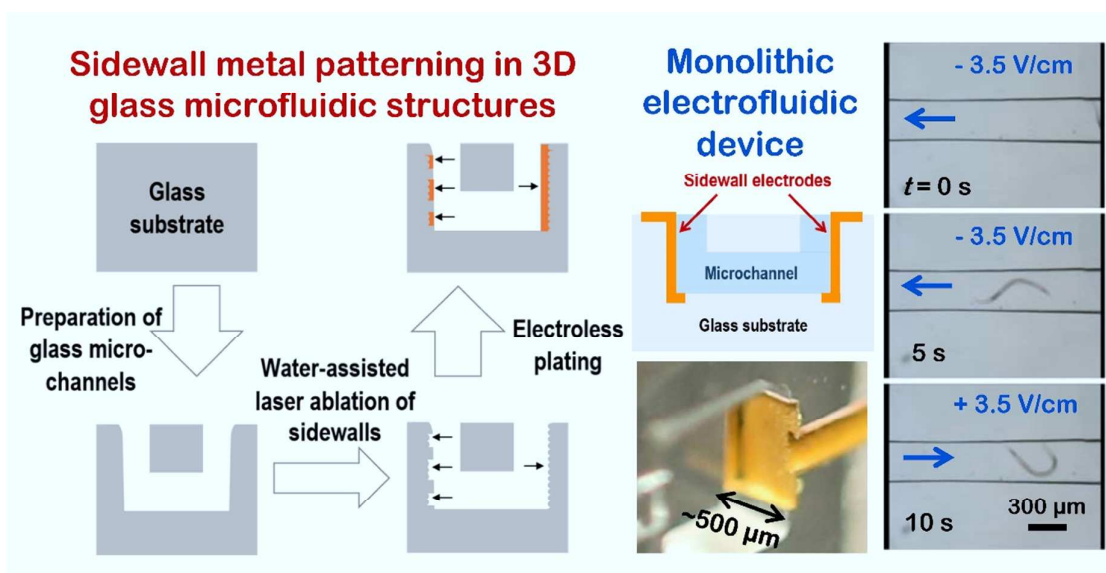 Sidewall metal patterning in 3D
glass microfluidic structures
Glass
substrate
Preparation of
glass micro-
channels
Water-assisted
laser ablation of
sidewalls
Electroless
plating
Monolithic
electrofluidic
device
Sidewall electrodes
Microchannel
Glass substrate
~500 µm
- 3.5 V/cm
t = 0 s
- 3.5 V/cm
5 s
+ 3.5 V/cm
10 s
300 µm